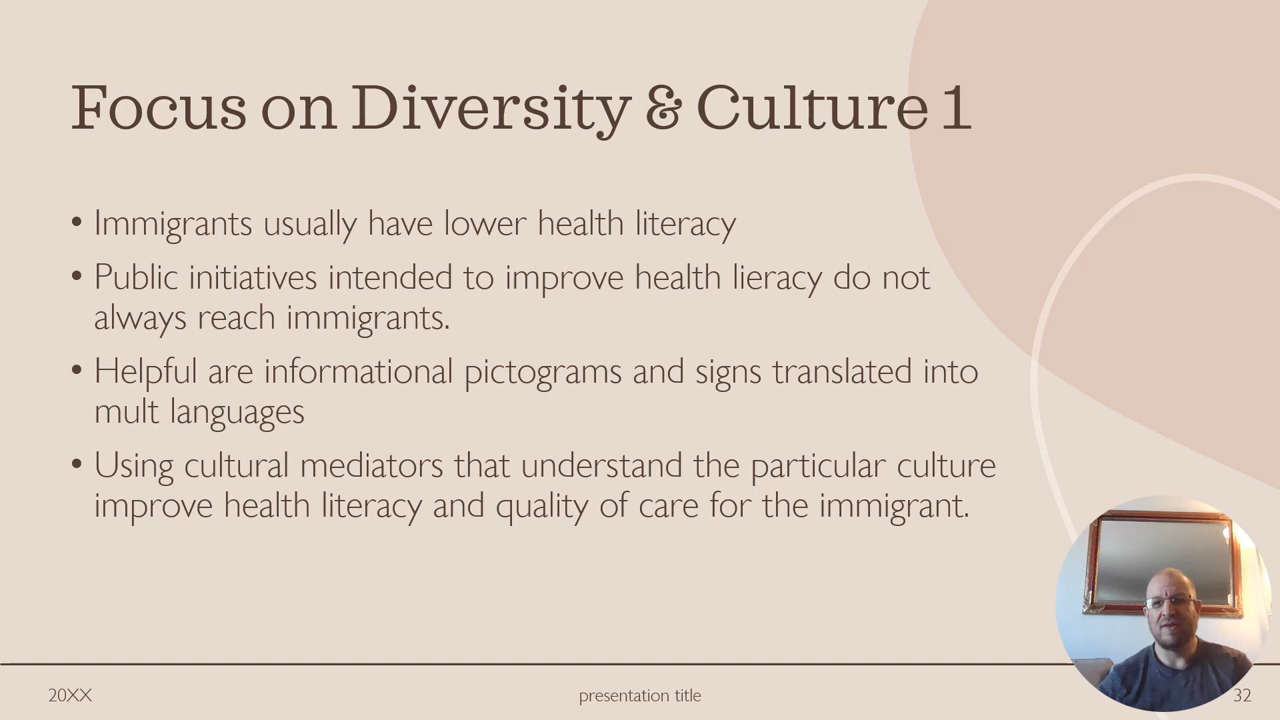 Focus on Diversity & Culture 1
• Immigrants usually have lower health literacy
• Public initiatives intended to improve health lieracy do not
always reach immigrants.
• Helpful are informational pictograms and signs translated into
mult languages
• Using cultural mediators that understand the particular culture
improve health literacy and quality of care for the immigrant.
20XX
presentation title
32